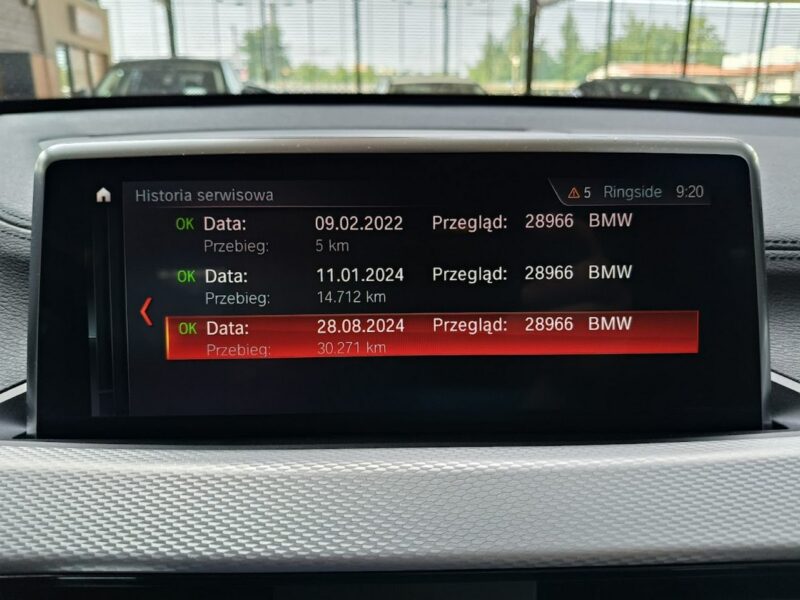 Historia serwisowa 5 Ringside 9:20
OK Data: 09.02.2022 Przegląd: 28966 BMW
Przebieg: 5 km
OK Data: 11.01.2024 Przegląd: 28966 BMW
Przebieg: 14.712 km
OK Data: 28.08.2024 Przegląd: 28966 BMW
Przebieg: 30.271 km